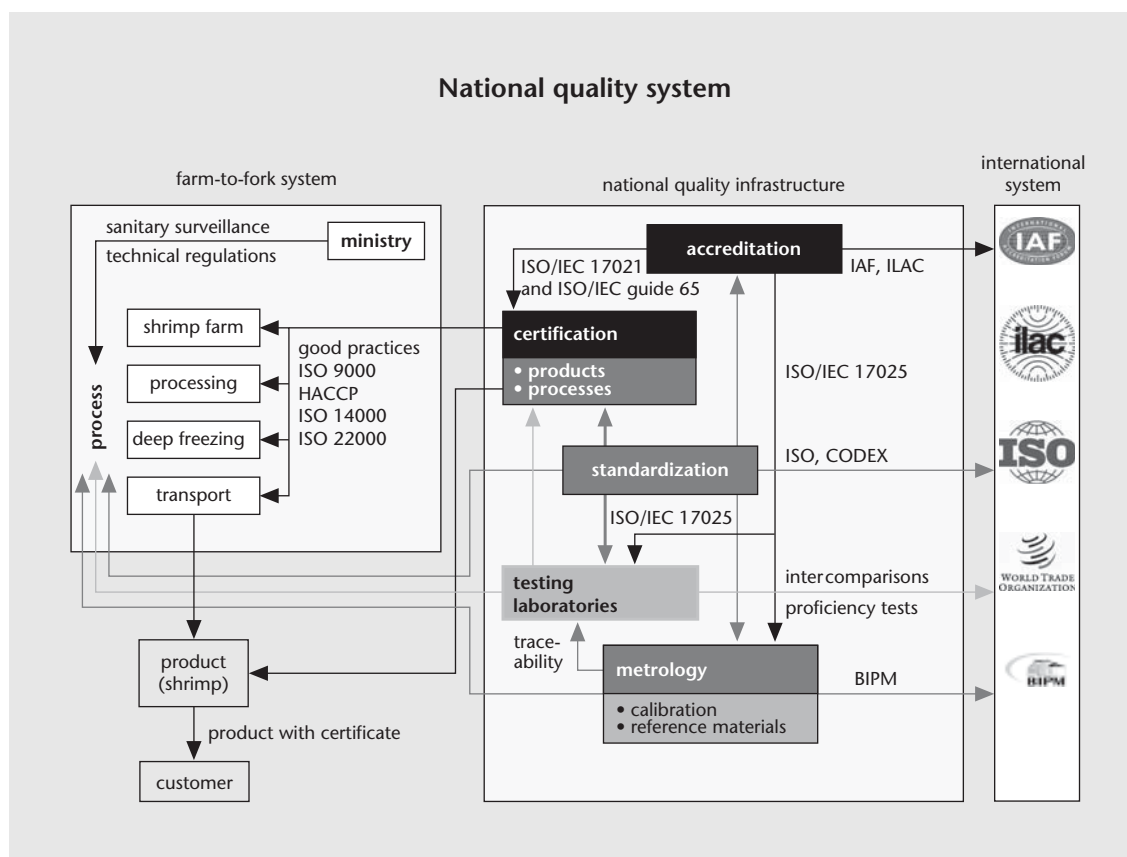 National quality system
farm-to-fork system
national quality infrastructure
international
system
sanitary surveillance
technical regulations
ministry
shrimp farm
processing
deep freezing
transport
process
good practices
ISO 9000
HACCP
ISO 14000
ISO 22000
product
(shrimp)
product with certificate
customer
accreditation
ISO/IEC 17021
and ISO/IEC guide 65
IAF, ILAC
certification
• products
• processes
ISO/IEC 17025
standardization
ISO, CODEX
ISO/IEC 17025
testing
laboratories
intercomparisons
proficiency tests
trace-
ability
metrology
BIPM
• calibration
• reference materials
IAF
ilac
ISO
WORLD TRADE
ORGANIZATION
BIPM